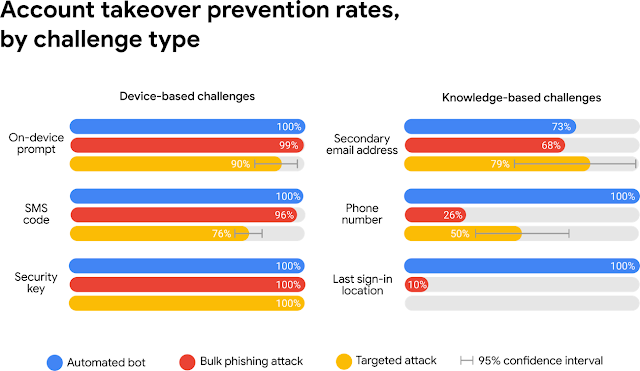 Account takeover prevention rates,
by challenge type
Device-based challenges
On-device
prompt
100%
99%
90%
SMS
code
100%
96%
76%
Security
key
100%
100%
100%
Knowledge-based challenges
Secondary
email address
73%
68%
79%
Phone
number
100%
26%
50%
Last sign-in
location
100%
10%
Automated bot
Bulk phishing attack
Targeted attack
95% confidence interval